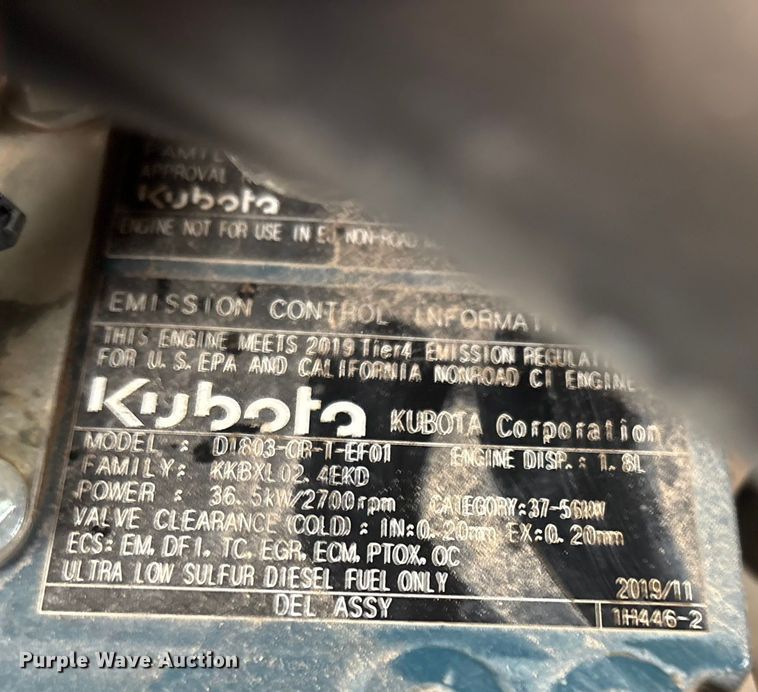 FAMIL
APPROVAL
Kubota
ENGINE NOT FOR USE IN EU NON-ROAD
EMISSION CONTROL INFORMAT
THIS ENGINE MEETS 2019 Tier4 EMISSION REGULAT
FOR U.S.EPA AND CALIFORNIA NONROAD CI ENGINE
Kubota KUBOTA Corporation
MODEL : D1803-CR-T-EF01 ENGINE DISP.: 1.8L
FAMILY: KKBXL02.4EKD
POWER : 36.5kW/2700rpm CATEGORY:37-56kW
VALVE CLEARANCE(COLD): IN:0.20mm EX:0.20mm
ECS: EM, DFI, TC, EGR, ECM, PTOX, OC
ULTRA LOW SULFUR DIESEL FUEL ONLY 2019/11
DEL ASSY 1H446-2
Purple Wave Auction